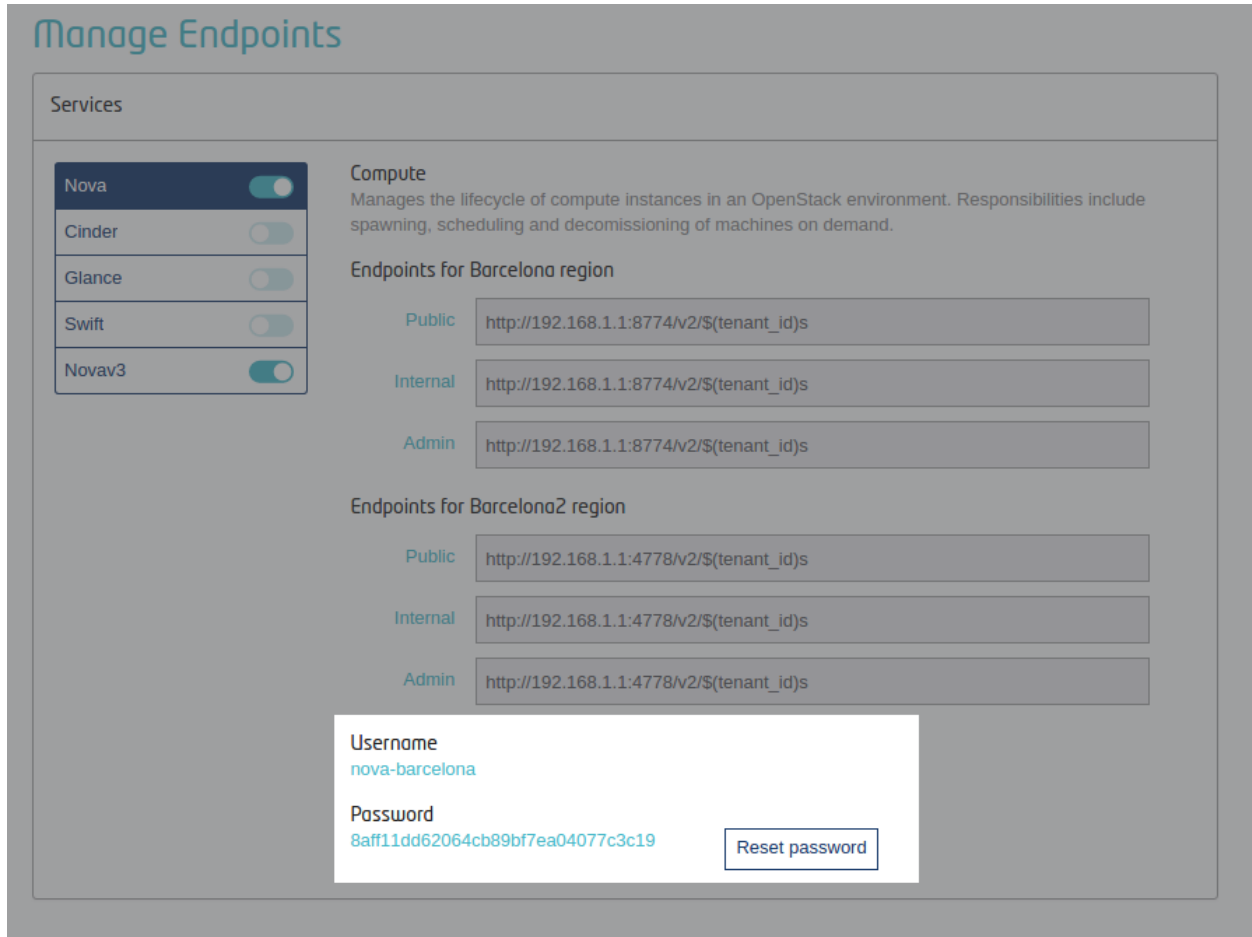 Manage Endpoints
Services
Nova
Cinder
Glance
Swift
Novav3
Compute
Manages the lifecycle of compute instances in an OpenStack environment. Responsibilities include
spawning, scheduling and decomissioning of machines on demand.
Endpoints for Barcelona region
Public http://192.168.1.1:8774/v2/$(tenant_id)s
Internal http://192.168.1.1:8774/v2/$(tenant_id)s
Admin http://192.168.1.1:8774/v2/$(tenant_id)s
Endpoints for Barcelona2 region
Public http://192.168.1.1:4778/v2/$(tenant_id)s
Internal http://192.168.1.1:4778/v2/$(tenant_id)s
Admin http://192.168.1.1:4778/v2/$(tenant_id)s
Username
nova-barcelona
Password
8aff11dd62064cb89bf7ea04077c3c19 Reset password